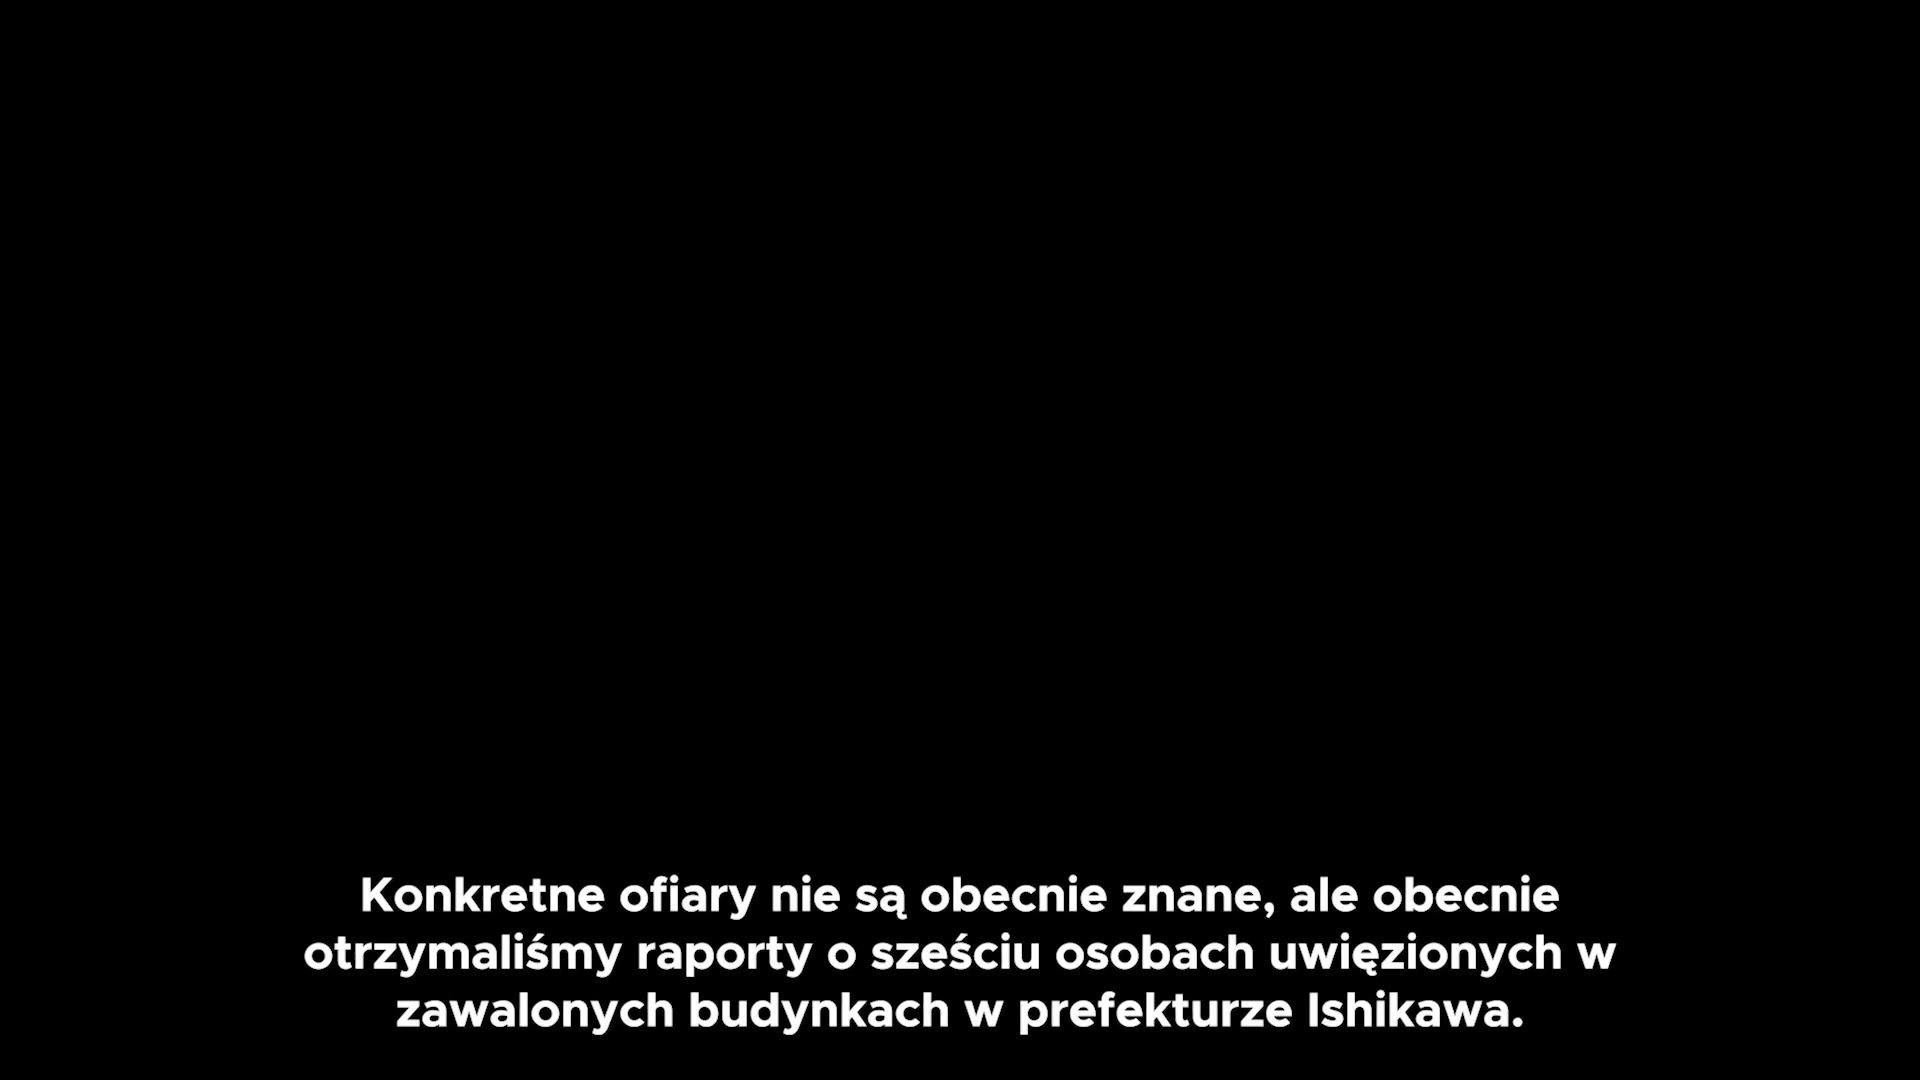 Konkretne ofiary nie są obecnie znane, ale obecnie
otrzymaliśmy raporty o sześciu osobach uwięzionych w
zawalonych budynkach w prefekturze Ishikawa.